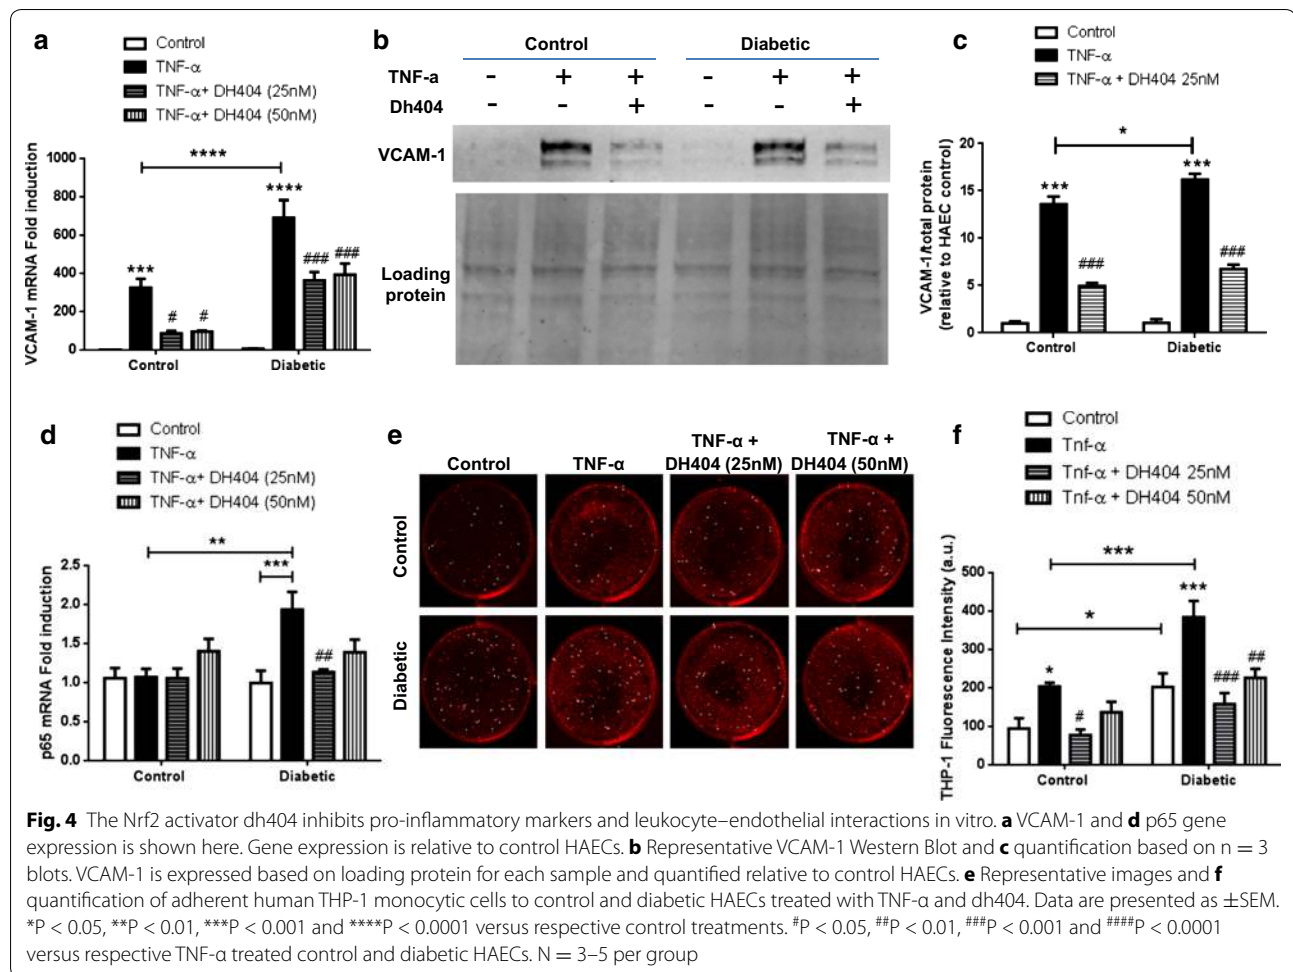 a
Control
TNF-α
TNF-α+ DH404 (25nM)
TNF-α+ DH404 (50nM)
VCAM-1 mRNA Fold induction
1000
800
600
400
200
0
****
***
#
#
****
###
###
Control
Diabetic
b
Control Diabetic
TNF-a - + + - + +
Dh404 - - + - - +
VCAM-1
Loading
protein
c
Control
TNF-α
TNF-α + DH404 25nM
VCAM-1/total protein
(relative to HAEC control)
20
15
10
5
0
*
***
###
***
###
Control
Diabetic
d
Control
TNF-α
TNF-α+ DH404 (25nM)
TNF-α+ DH404 (50nM)
p65 mRNA Fold induction
2.5
2.0
1.5
1.0
0.5
0.0
**
***
##
Control
Diabetic
e
Control
TNF-α
TNF-α +
DH404 (25nM)
TNF-α +
DH404 (50nM)
Control
Diabetic
f
Control
Tnf-α
Tnf-α + DH404 25nM
Tnf-α + DH404 50nM
THP-1 Fluorescence Intensity (a.u.)
500
400
300
200
100
0
***
*
*
#
***
###
##
Control
Diabetic
Fig. 4 The Nrf2 activator dh404 inhibits pro-inflammatory markers and leukocyte–endothelial interactions in vitro. a VCAM-1 and d p65 gene
expression is shown here. Gene expression is relative to control HAECs. b Representative VCAM-1 Western Blot and c quantification based on n = 3
blots. VCAM-1 is expressed based on loading protein for each sample and quantified relative to control HAECs. e Representative images and f
quantification of adherent human THP-1 monocytic cells to control and diabetic HAECs treated with TNF-α and dh404. Data are presented as ±SEM.
*P < 0.05, **P < 0.01, ***P < 0.001 and ****P < 0.0001 versus respective control treatments. #P < 0.05, ##P < 0.01, ###P < 0.001 and ####P < 0.0001
versus respective TNF-α treated control and diabetic HAECs. N = 3–5 per group